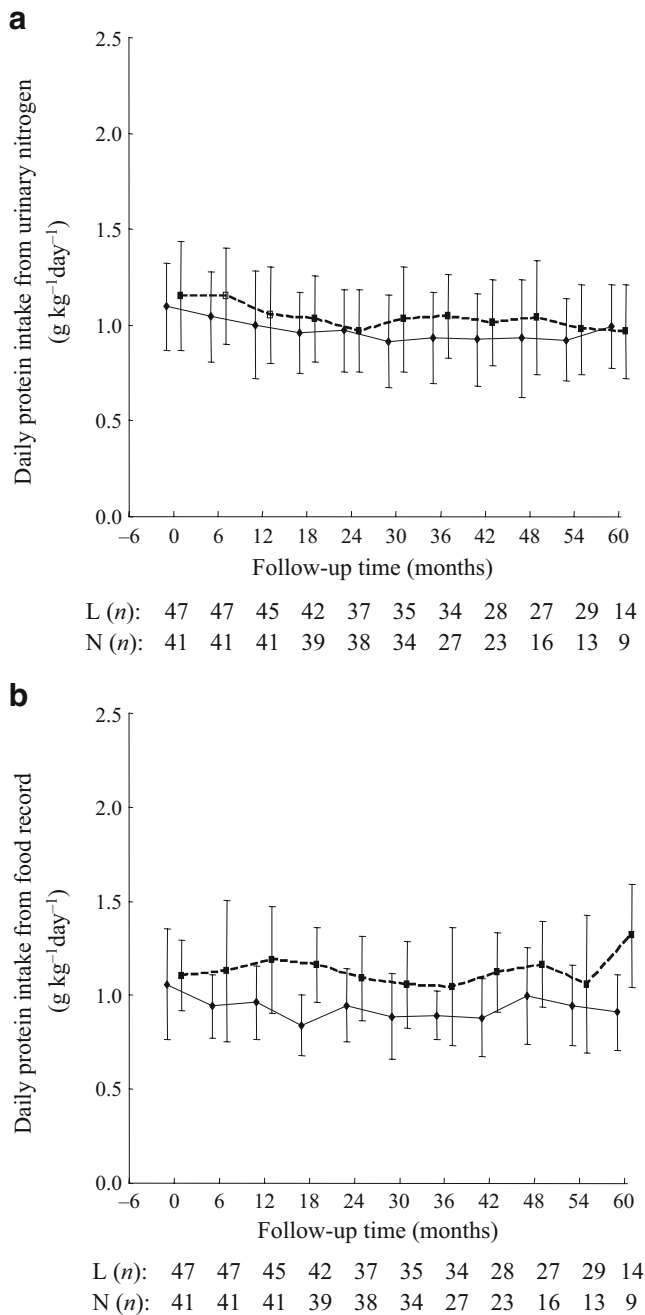 a
Daily protein intake from urinary nitrogen
(g kg⁻¹day⁻¹)
2.5
2.0
1.5
1.0
0.5
0.0
–6 0 6 12 18 24 30 36 42 48 54 60
Follow-up time (months)
L (n): 47 47 45 42 37 35 34 28 27 29 14
N (n): 41 41 41 39 38 34 27 23 16 13 9
b
Daily protein intake from food record
(g kg⁻¹day⁻¹)
2.5
2.0
1.5
1.0
0.5
0.0
–6 0 6 12 18 24 30 36 42 48 54 60
Follow-up time (months)
L (n): 47 47 45 42 37 35 34 28 27 29 14
N (n): 41 41 41 39 38 34 27 23 16 13 9